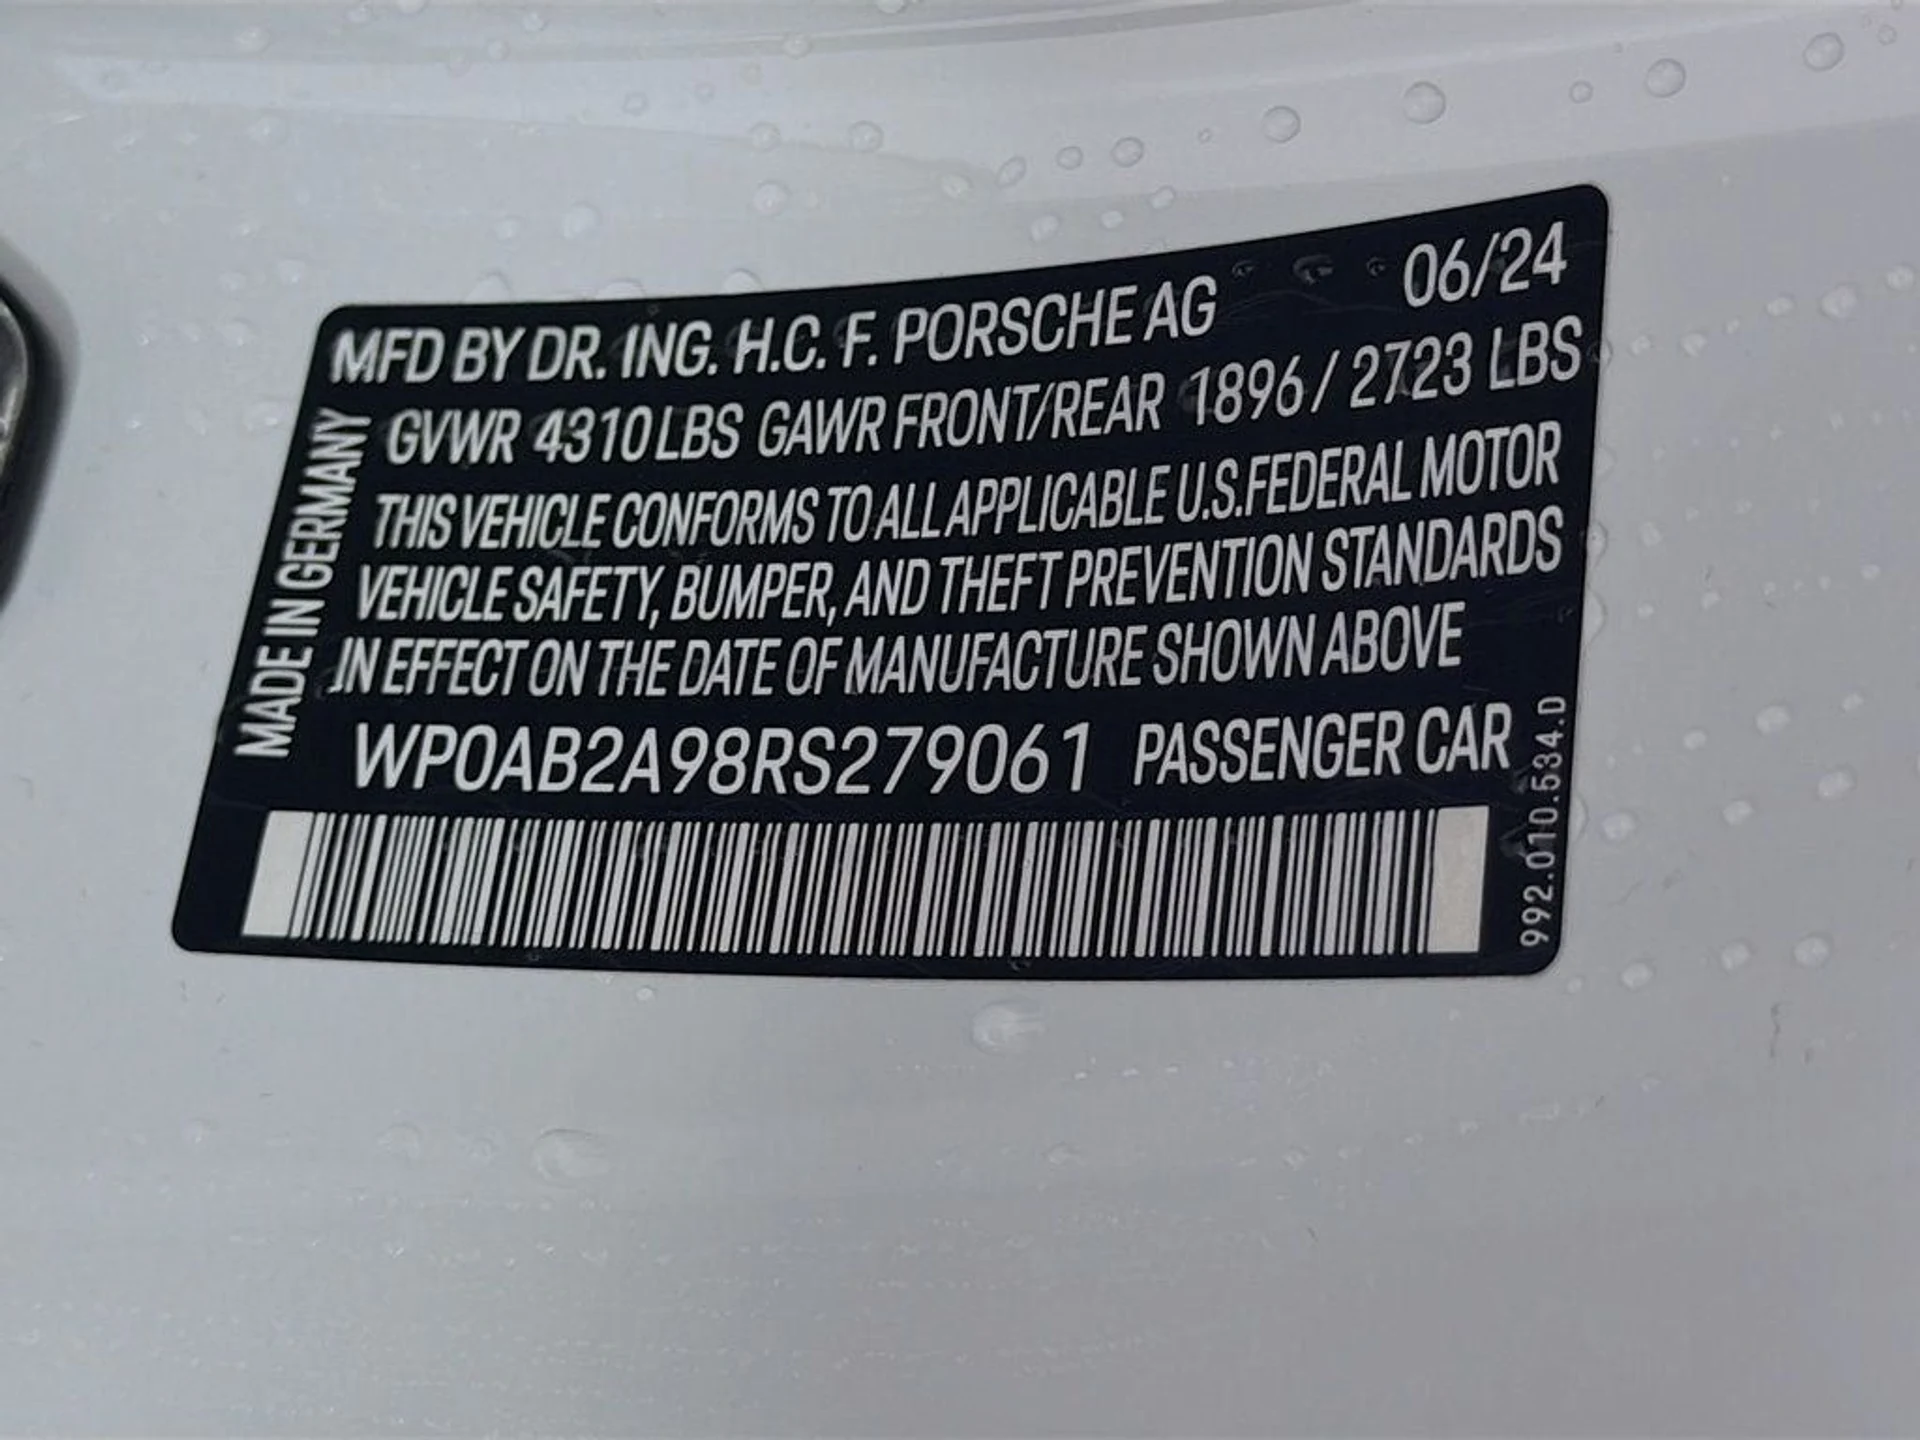 MFD BY DR. ING. H.C. F. PORSCHE AG 06/24
GVWR 4310 LBS GAWR FRONT/REAR 1896 / 2723 LBS
THIS VEHICLE CONFORMS TO ALL APPLICABLE U.S.FEDERAL MOTOR
VEHICLE SAFETY, BUMPER, AND THEFT PREVENTION STANDARDS
IN EFFECT ON THE DATE OF MANUFACTURE SHOWN ABOVE
WP0AB2A98RS279061 PASSENGER CAR
MADE IN GERMANY
992.010.534.D